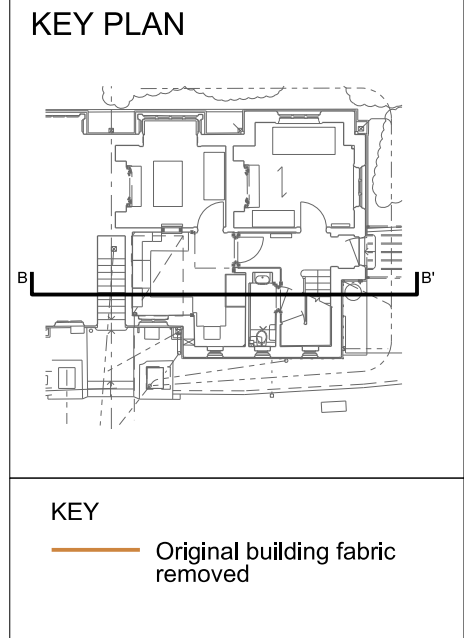 KEY PLAN
B B'
KEY
Original building fabric
removed